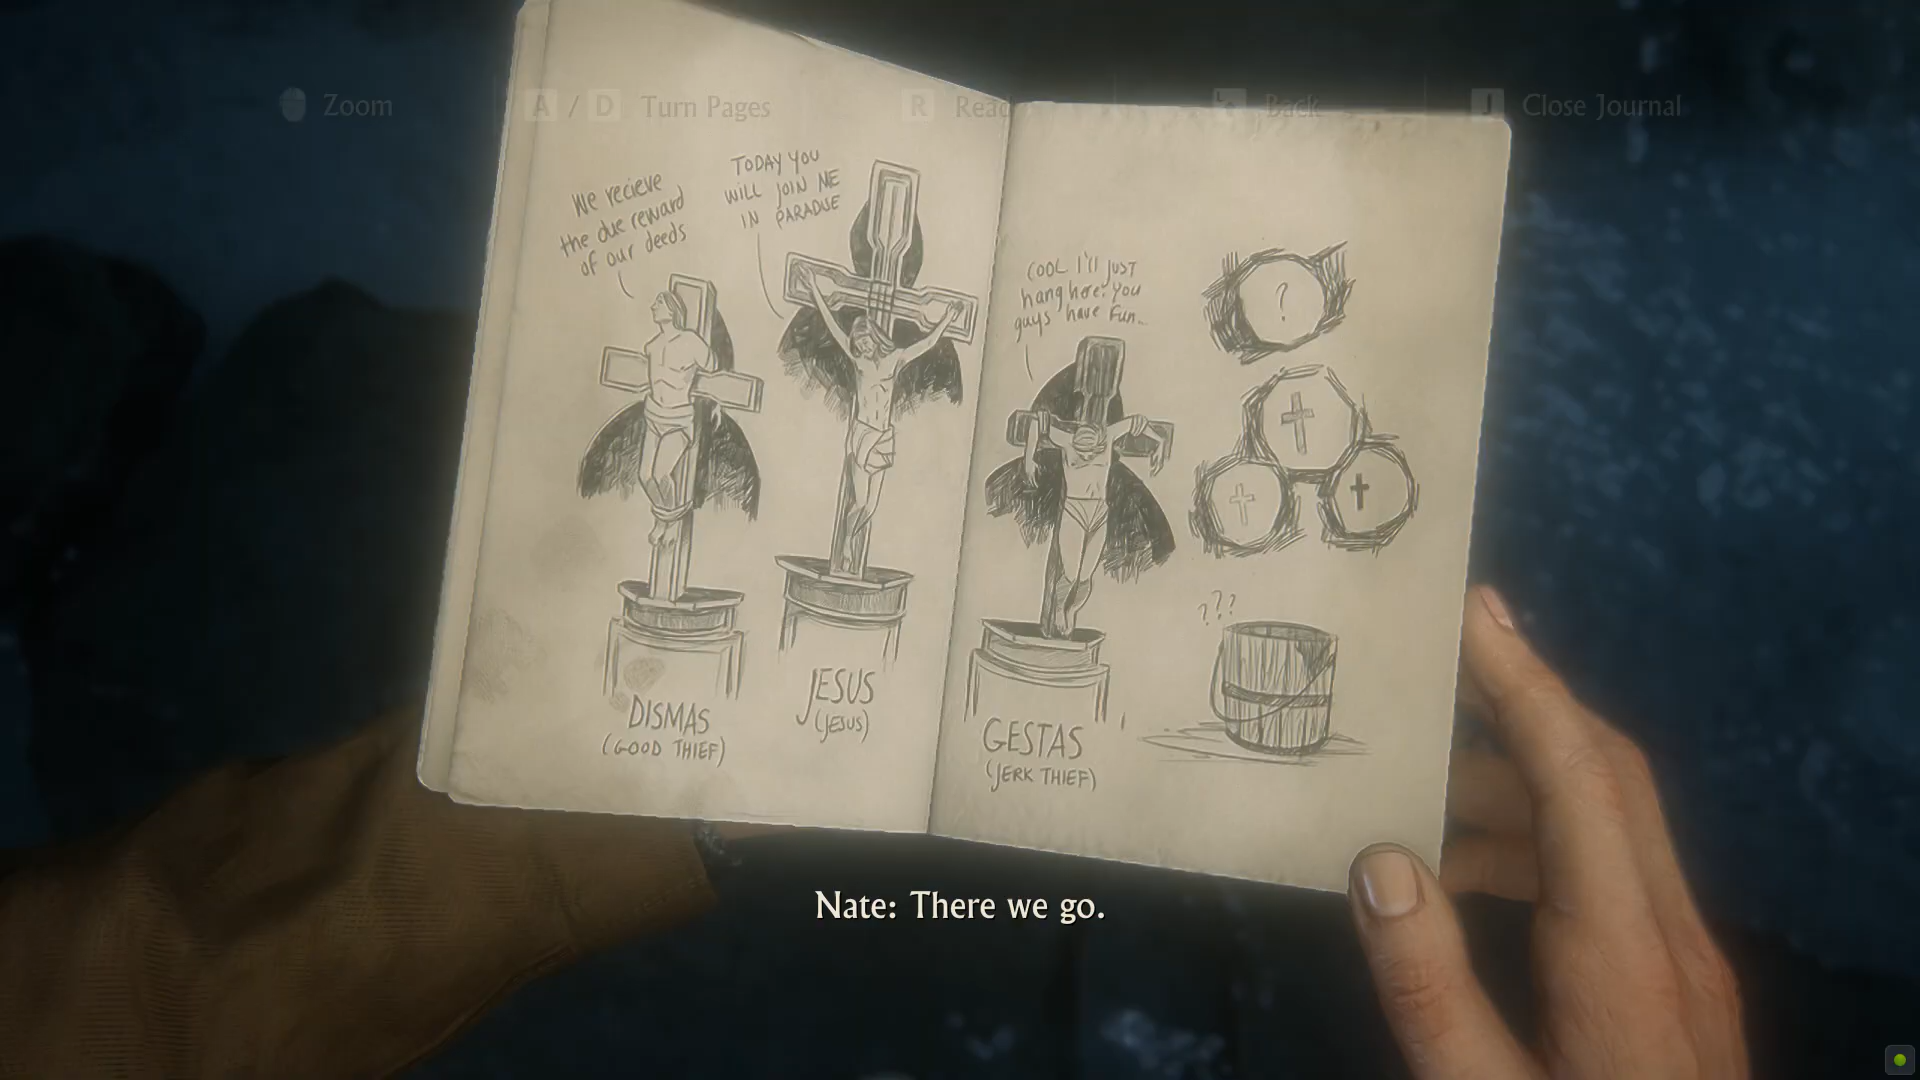 Zoom
A / D Turn Pages
R Read
Back
J Close Journal
We recieve
the due reward
of our deeds
TODAY YOU
WILL JOIN ME
IN PARADISE
COOL I'll JUST
hang here. You
guys have fun...
?
DISMAS
(GOOD THIEF)
JESUS
(JESUS)
GESTAS
(JERK THIEF)
???
Nate: There we go.